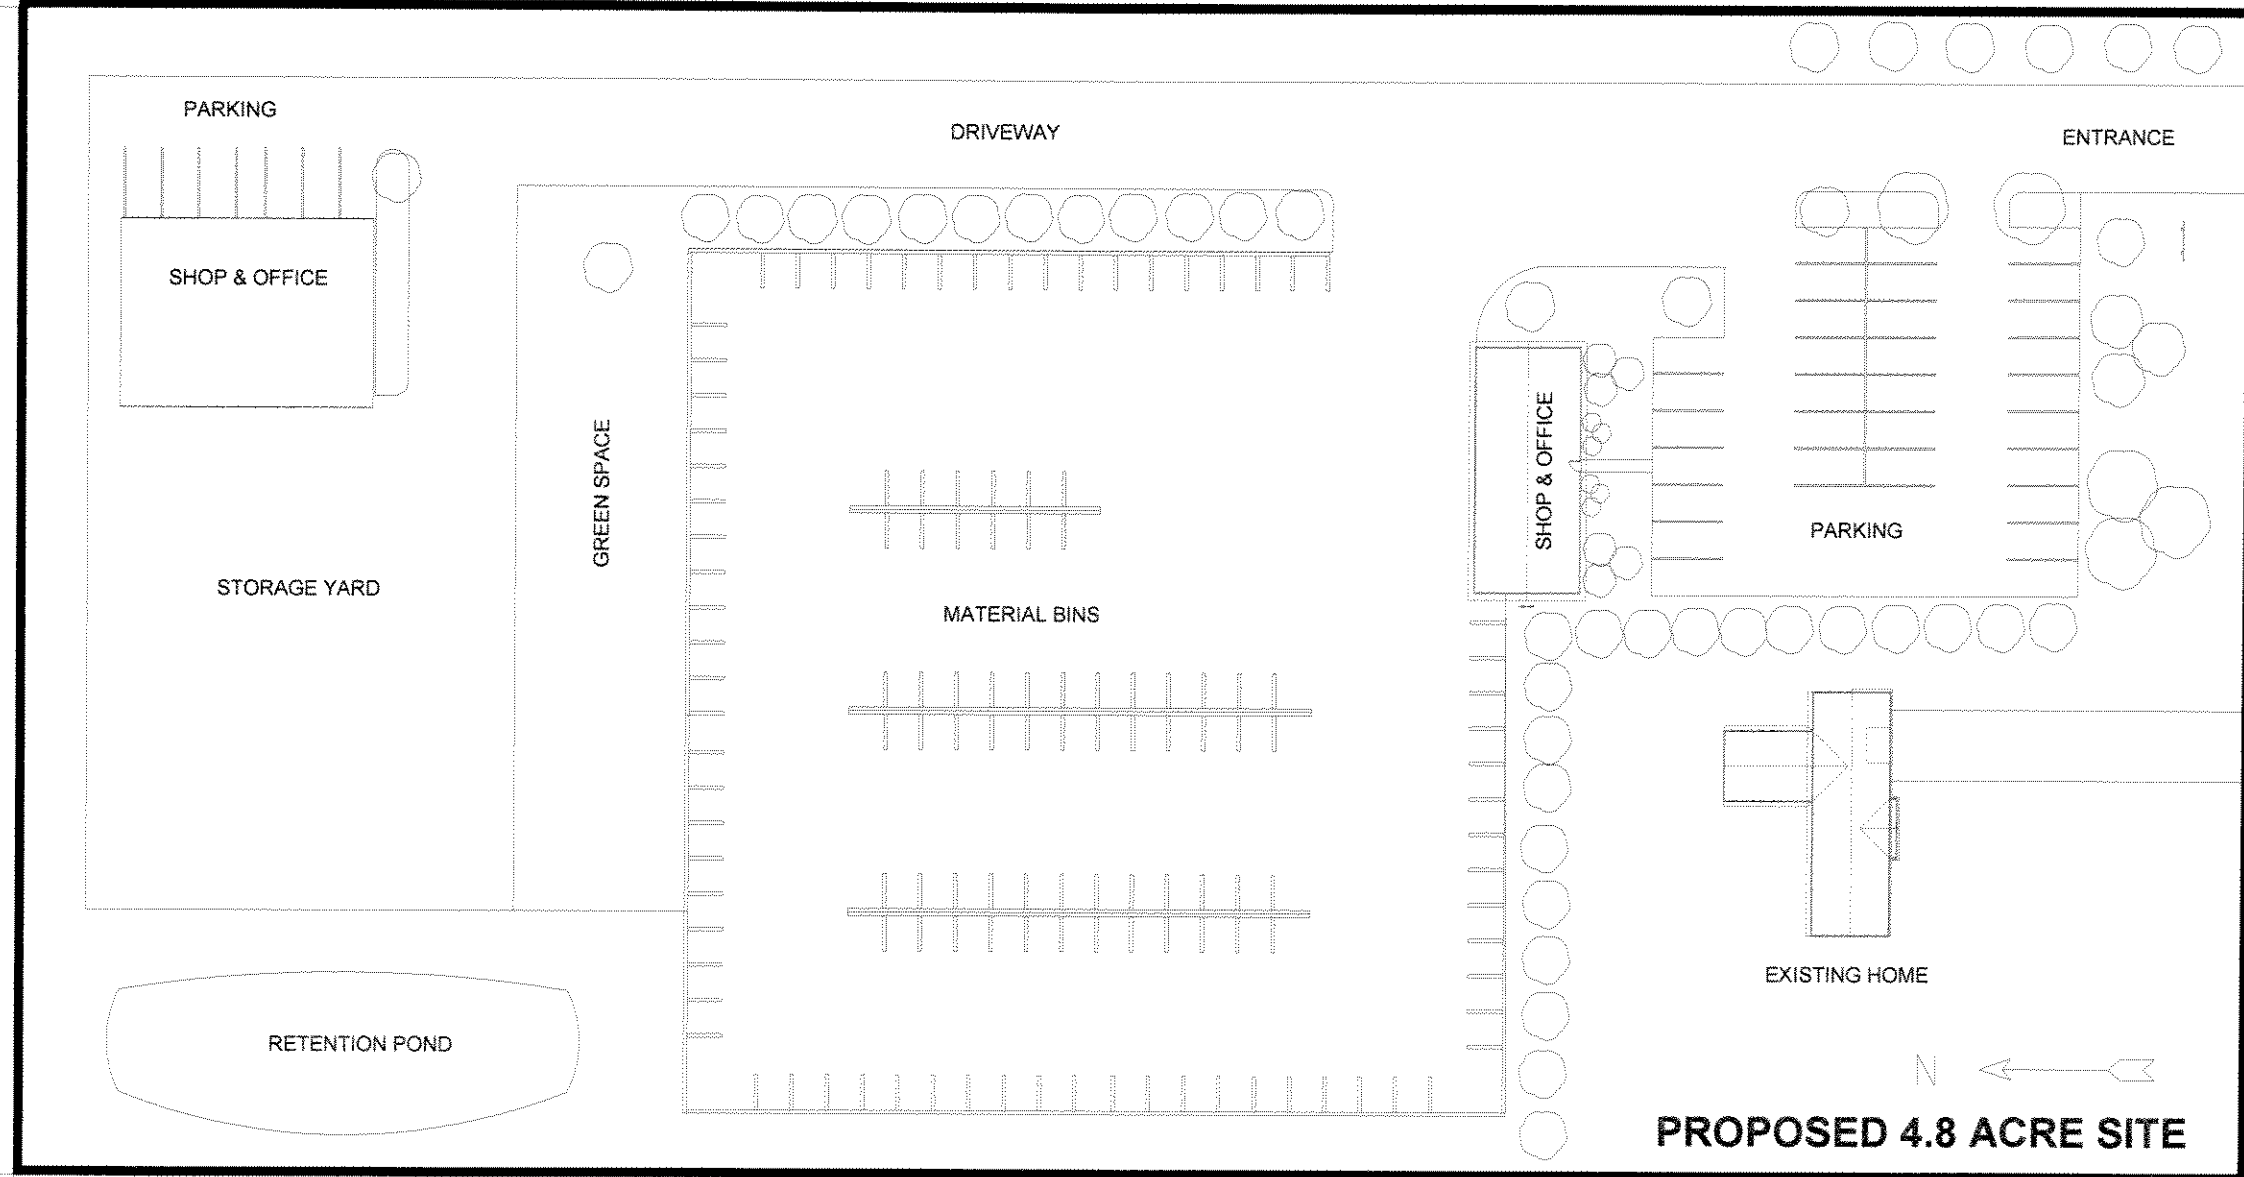 PARKING
DRIVEWAY
ENTRANCE
SHOP & OFFICE
GREEN SPACE
SHOP & OFFICE
PARKING
STORAGE YARD
MATERIAL BINS
EXISTING HOME
RETENTION POND
N
PROPOSED 4.8 ACRE SITE